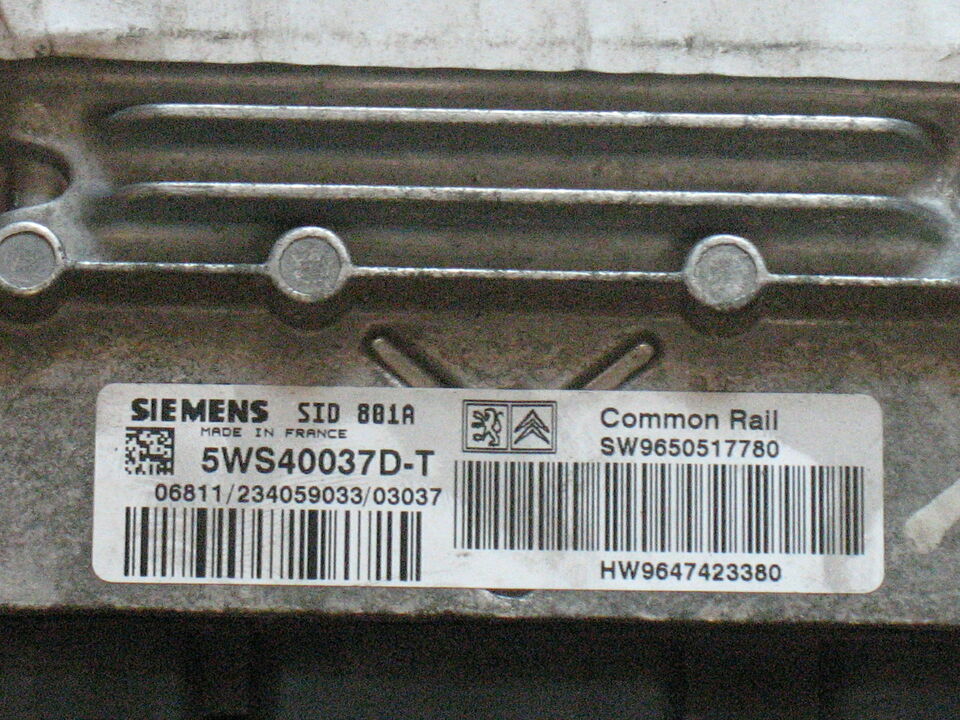 SIEMENS SID 801A
MADE IN FRANCE
5WS40037D-T
06811/234059033/03037
Common Rail
SW9650517780
HW9647423380